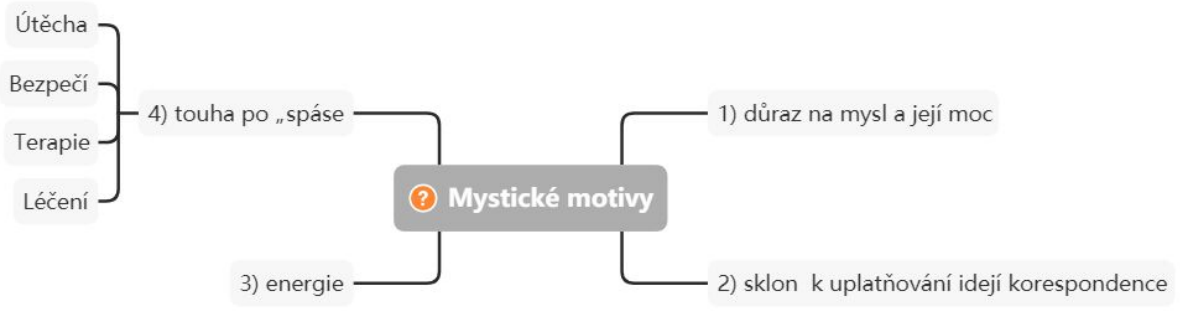 Mystické motivy
1) důraz na mysl a její moc
2) sklon  k uplatňování idejí korespondence
3) energie
4) touha po „spáse
Útěcha
Bezpečí
Terapie
Léčení